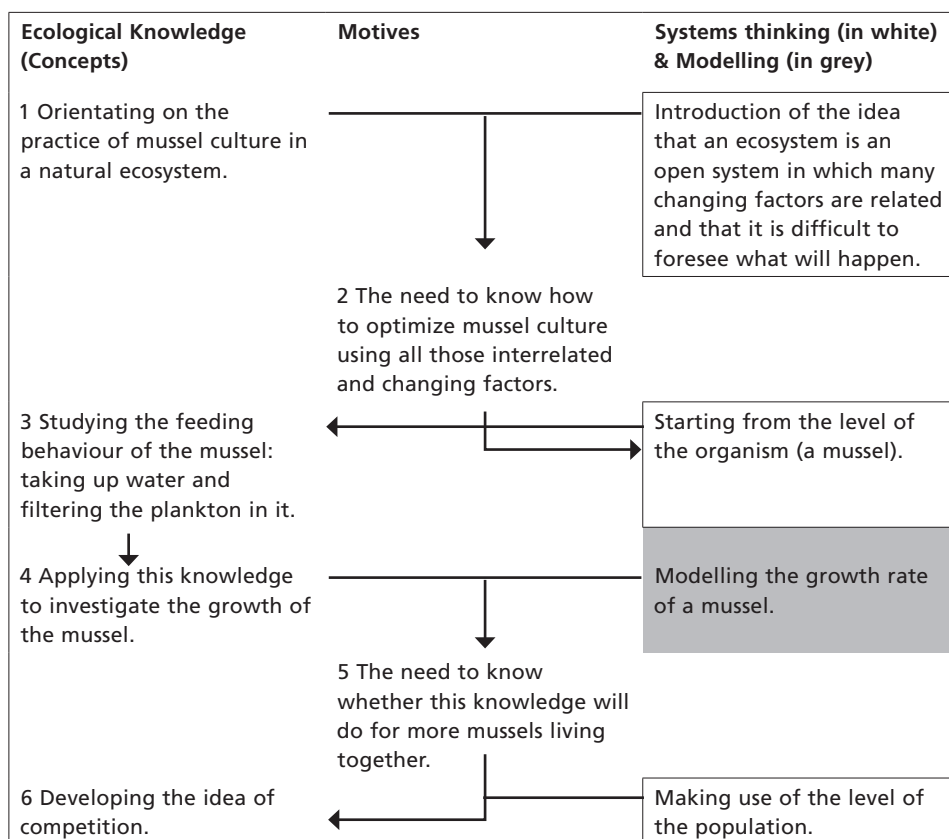 Ecological Knowledge
(Concepts)
Motives
Systems thinking (in white)
& Modelling (in grey)
1 Orientating on the
practice of mussel culture in
a natural ecosystem.
Introduction of the idea
that an ecosystem is an
open system in which many
changing factors are related
and that it is difficult to
foresee what will happen.
2 The need to know how
to optimize mussel culture
using all those interrelated
and changing factors.
3 Studying the feeding
behaviour of the mussel:
taking up water and
filtering the plankton in it.
Starting from the level of
the organism (a mussel).
4 Applying this knowledge
to investigate the growth of
the mussel.
Modelling the growth rate
of a mussel.
5 The need to know
whether this knowledge will
do for more mussels living
together.
6 Developing the idea of
competition.
Making use of the level of
the population.